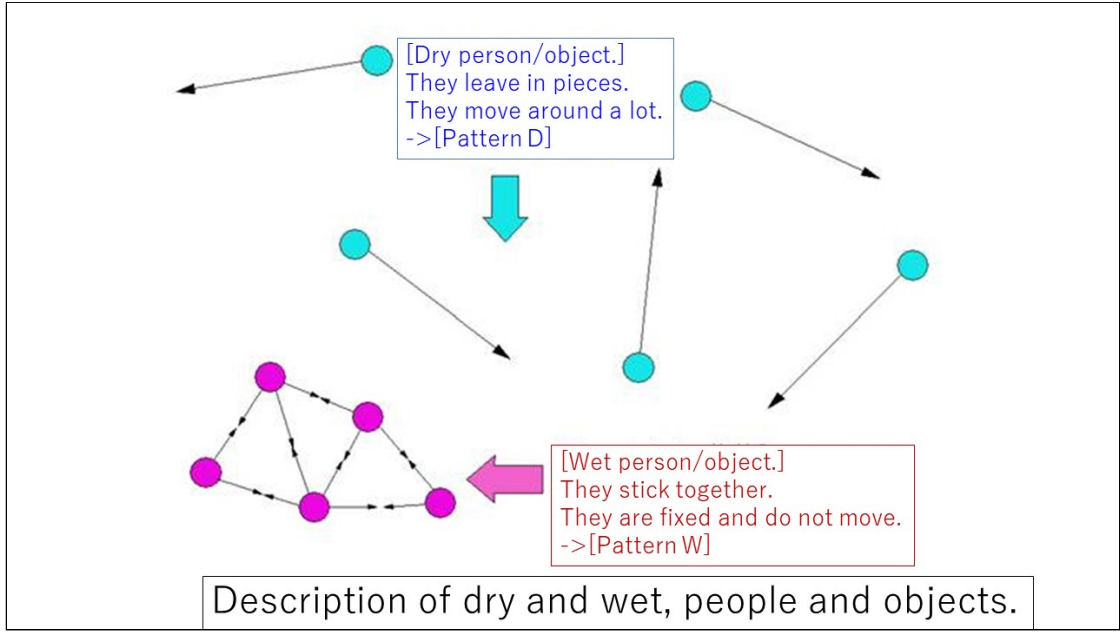 [Dry person/object.]
They leave in pieces.
They move around a lot.
->[Pattern D]
[Wet person/object.]
They stick together.
They are fixed and do not move.
->[Pattern W]
Description of dry and wet, people and objects.